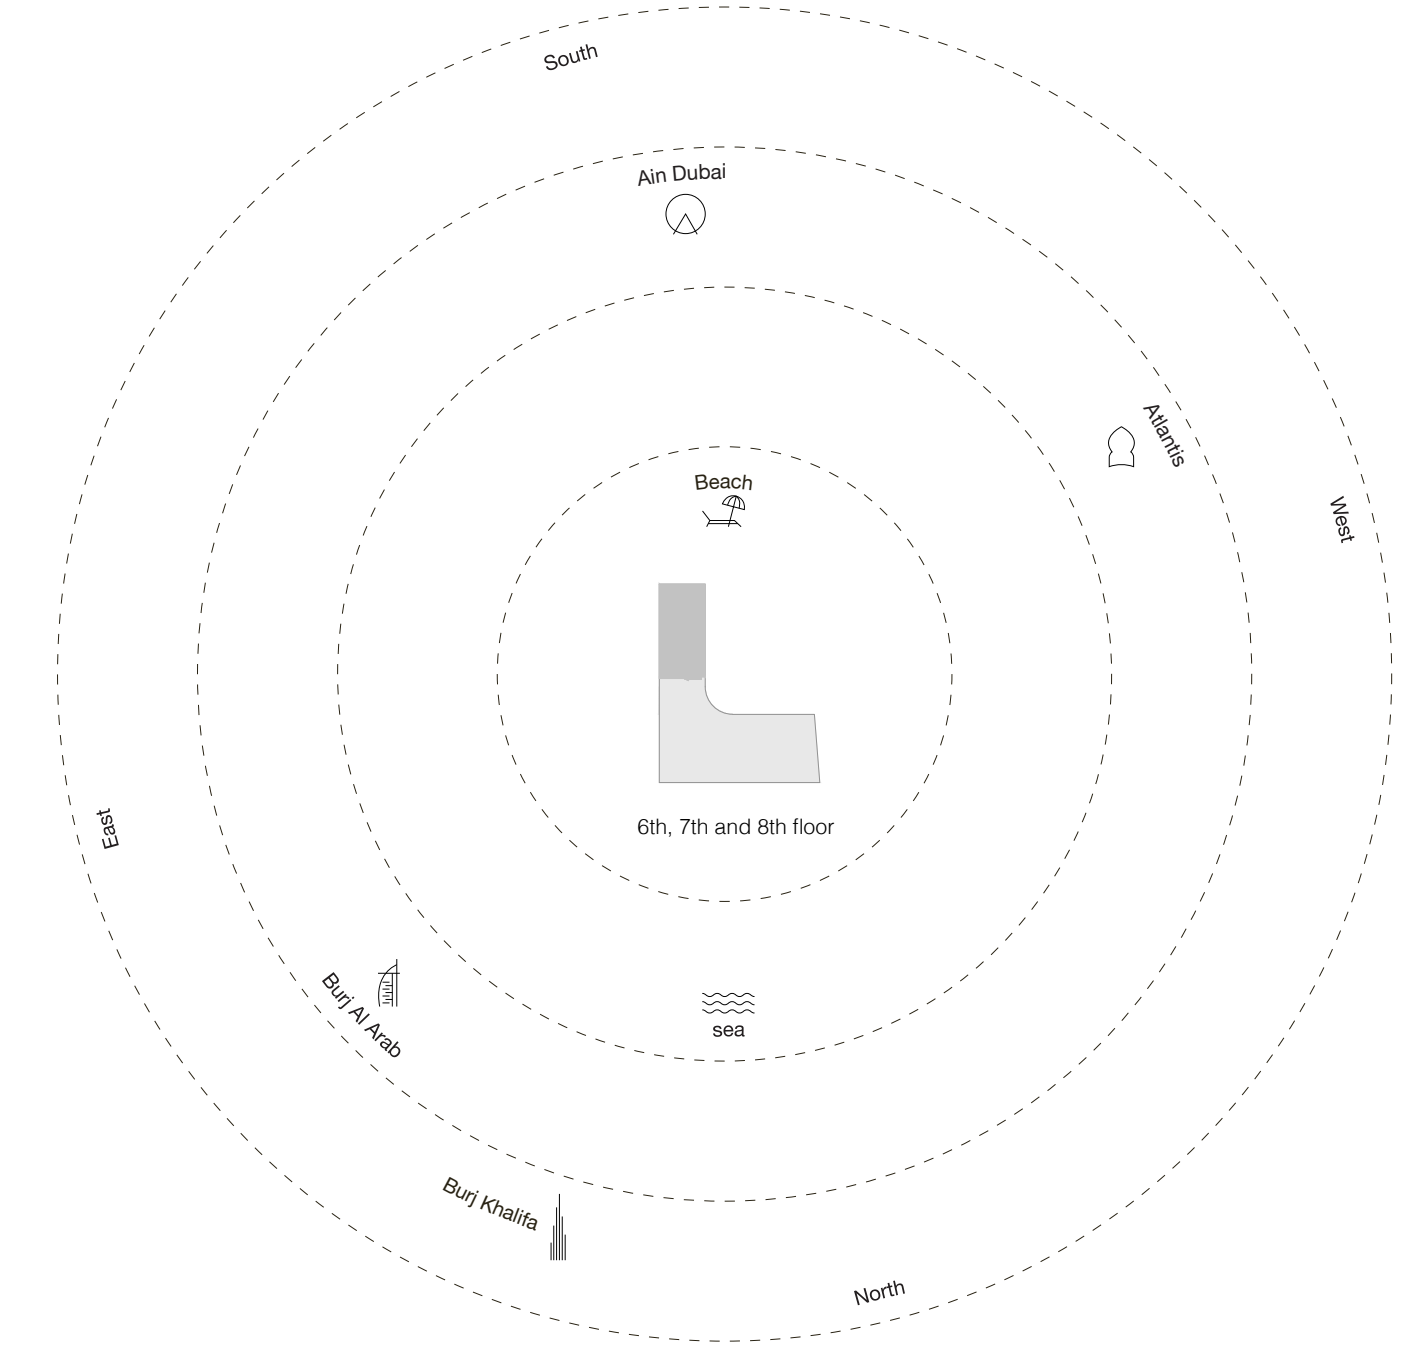 South
Ain Dubai
Atlantis
Beach
West
East
6th, 7th and 8th floor
Burj Al Arab
sea
Burj Khalifa
North